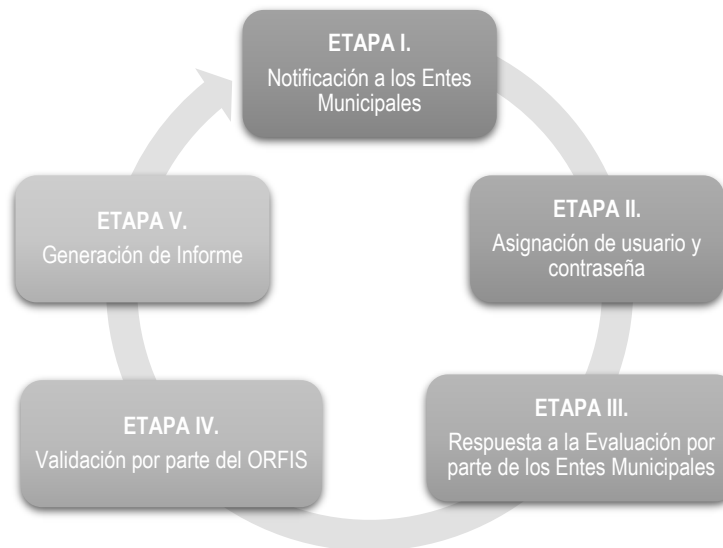 ETAPA I.
Notificación a los Entes
Municipales
ETAPA II.
Asignación de usuario y
contraseña
ETAPA III.
Respuesta a la Evaluación por
parte de los Entes Municipales
ETAPA IV.
Validación por parte del ORFIS
ETAPA V.
Generación de Informe